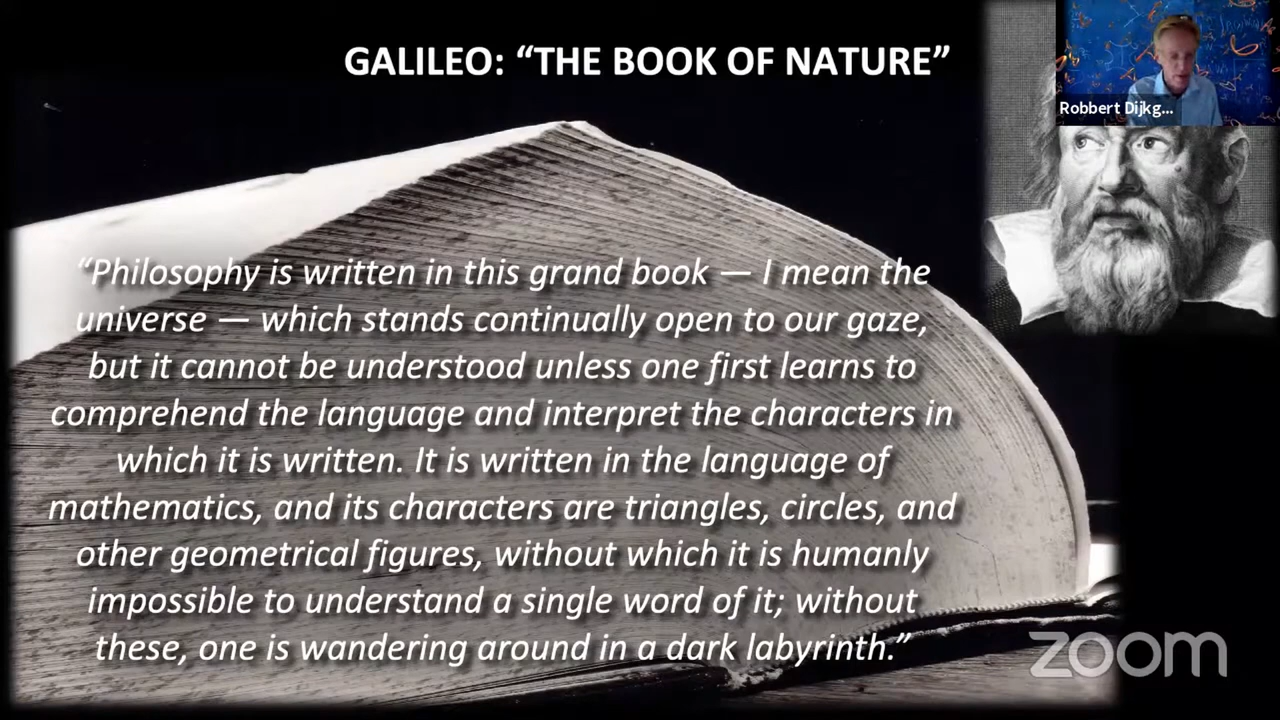 GALILEO: “THE BOOK OF NATURE”
Robbert Dijkg...
“Philosophy is written in this grand book — I mean the
universe — which stands continually open to our gaze,
but it cannot be understood unless one first learns to
comprehend the language and interpret the characters in
which it is written. It is written in the language of
mathematics, and its characters are triangles, circles, and
other geometrical figures, without which it is humanly
impossible to understand a single word of it; without
these, one is wandering around in a dark labyrinth.”
zoom